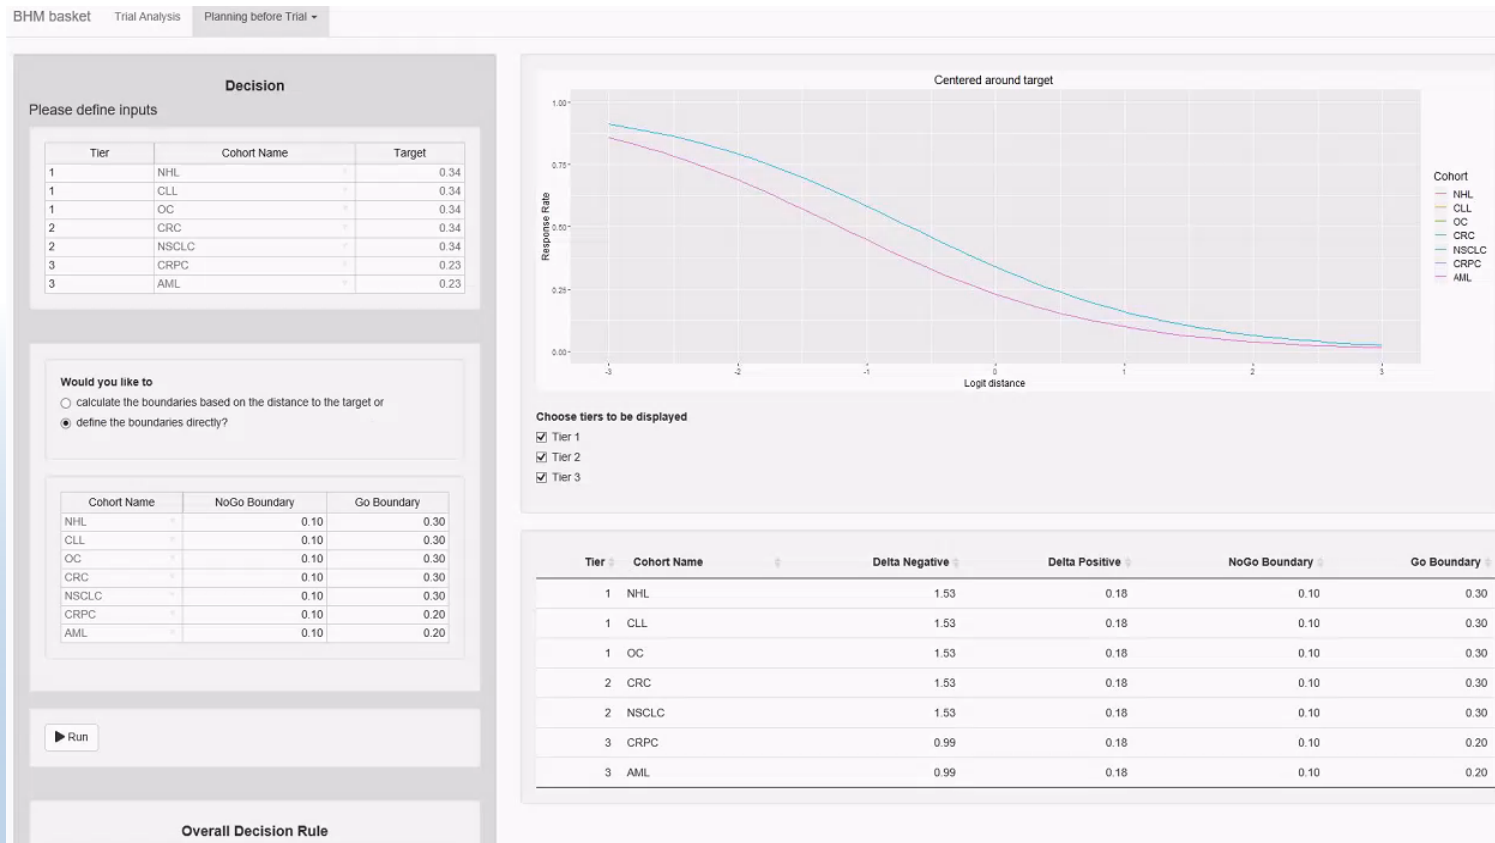 BHM basket Trial Analysis Planning before Trial
Decision
Please define inputs
Tier Cohort Name Target
1 NHL 0.34
1 CLL 0.34
1 OC 0.34
2 CRC 0.34
2 NSCLC 0.34
3 CRPC 0.23
3 AML 0.23
Would you like to
calculate the boundaries based on the distance to the target or
define the boundaries directly?
Cohort Name NoGo Boundary Go Boundary
NHL 0.10 0.30
CLL 0.10 0.30
OC 0.10 0.30
CRC 0.10 0.30
NSCLC 0.10 0.30
CRPC 0.10 0.20
AML 0.10 0.20
Run
Overall Decision Rule
Centered around target
Response Rate
1.00
0.75
0.50
0.25
0.00
-3 -2 -1 0 1 2 3
Logit distance
Cohort
NHL
CLL
OC
CRC
NSCLC
CRPC
AML
Choose tiers to be displayed
Tier 1
Tier 2
Tier 3
Tier Cohort Name Delta Negative Delta Positive NoGo Boundary Go Boundary
1 NHL 1.53 0.18 0.10 0.30
1 CLL 1.53 0.18 0.10 0.30
1 OC 1.53 0.18 0.10 0.30
2 CRC 1.53 0.18 0.10 0.30
2 NSCLC 1.53 0.18 0.10 0.30
3 CRPC 0.99 0.18 0.10 0.20
3 AML 0.99 0.18 0.10 0.20